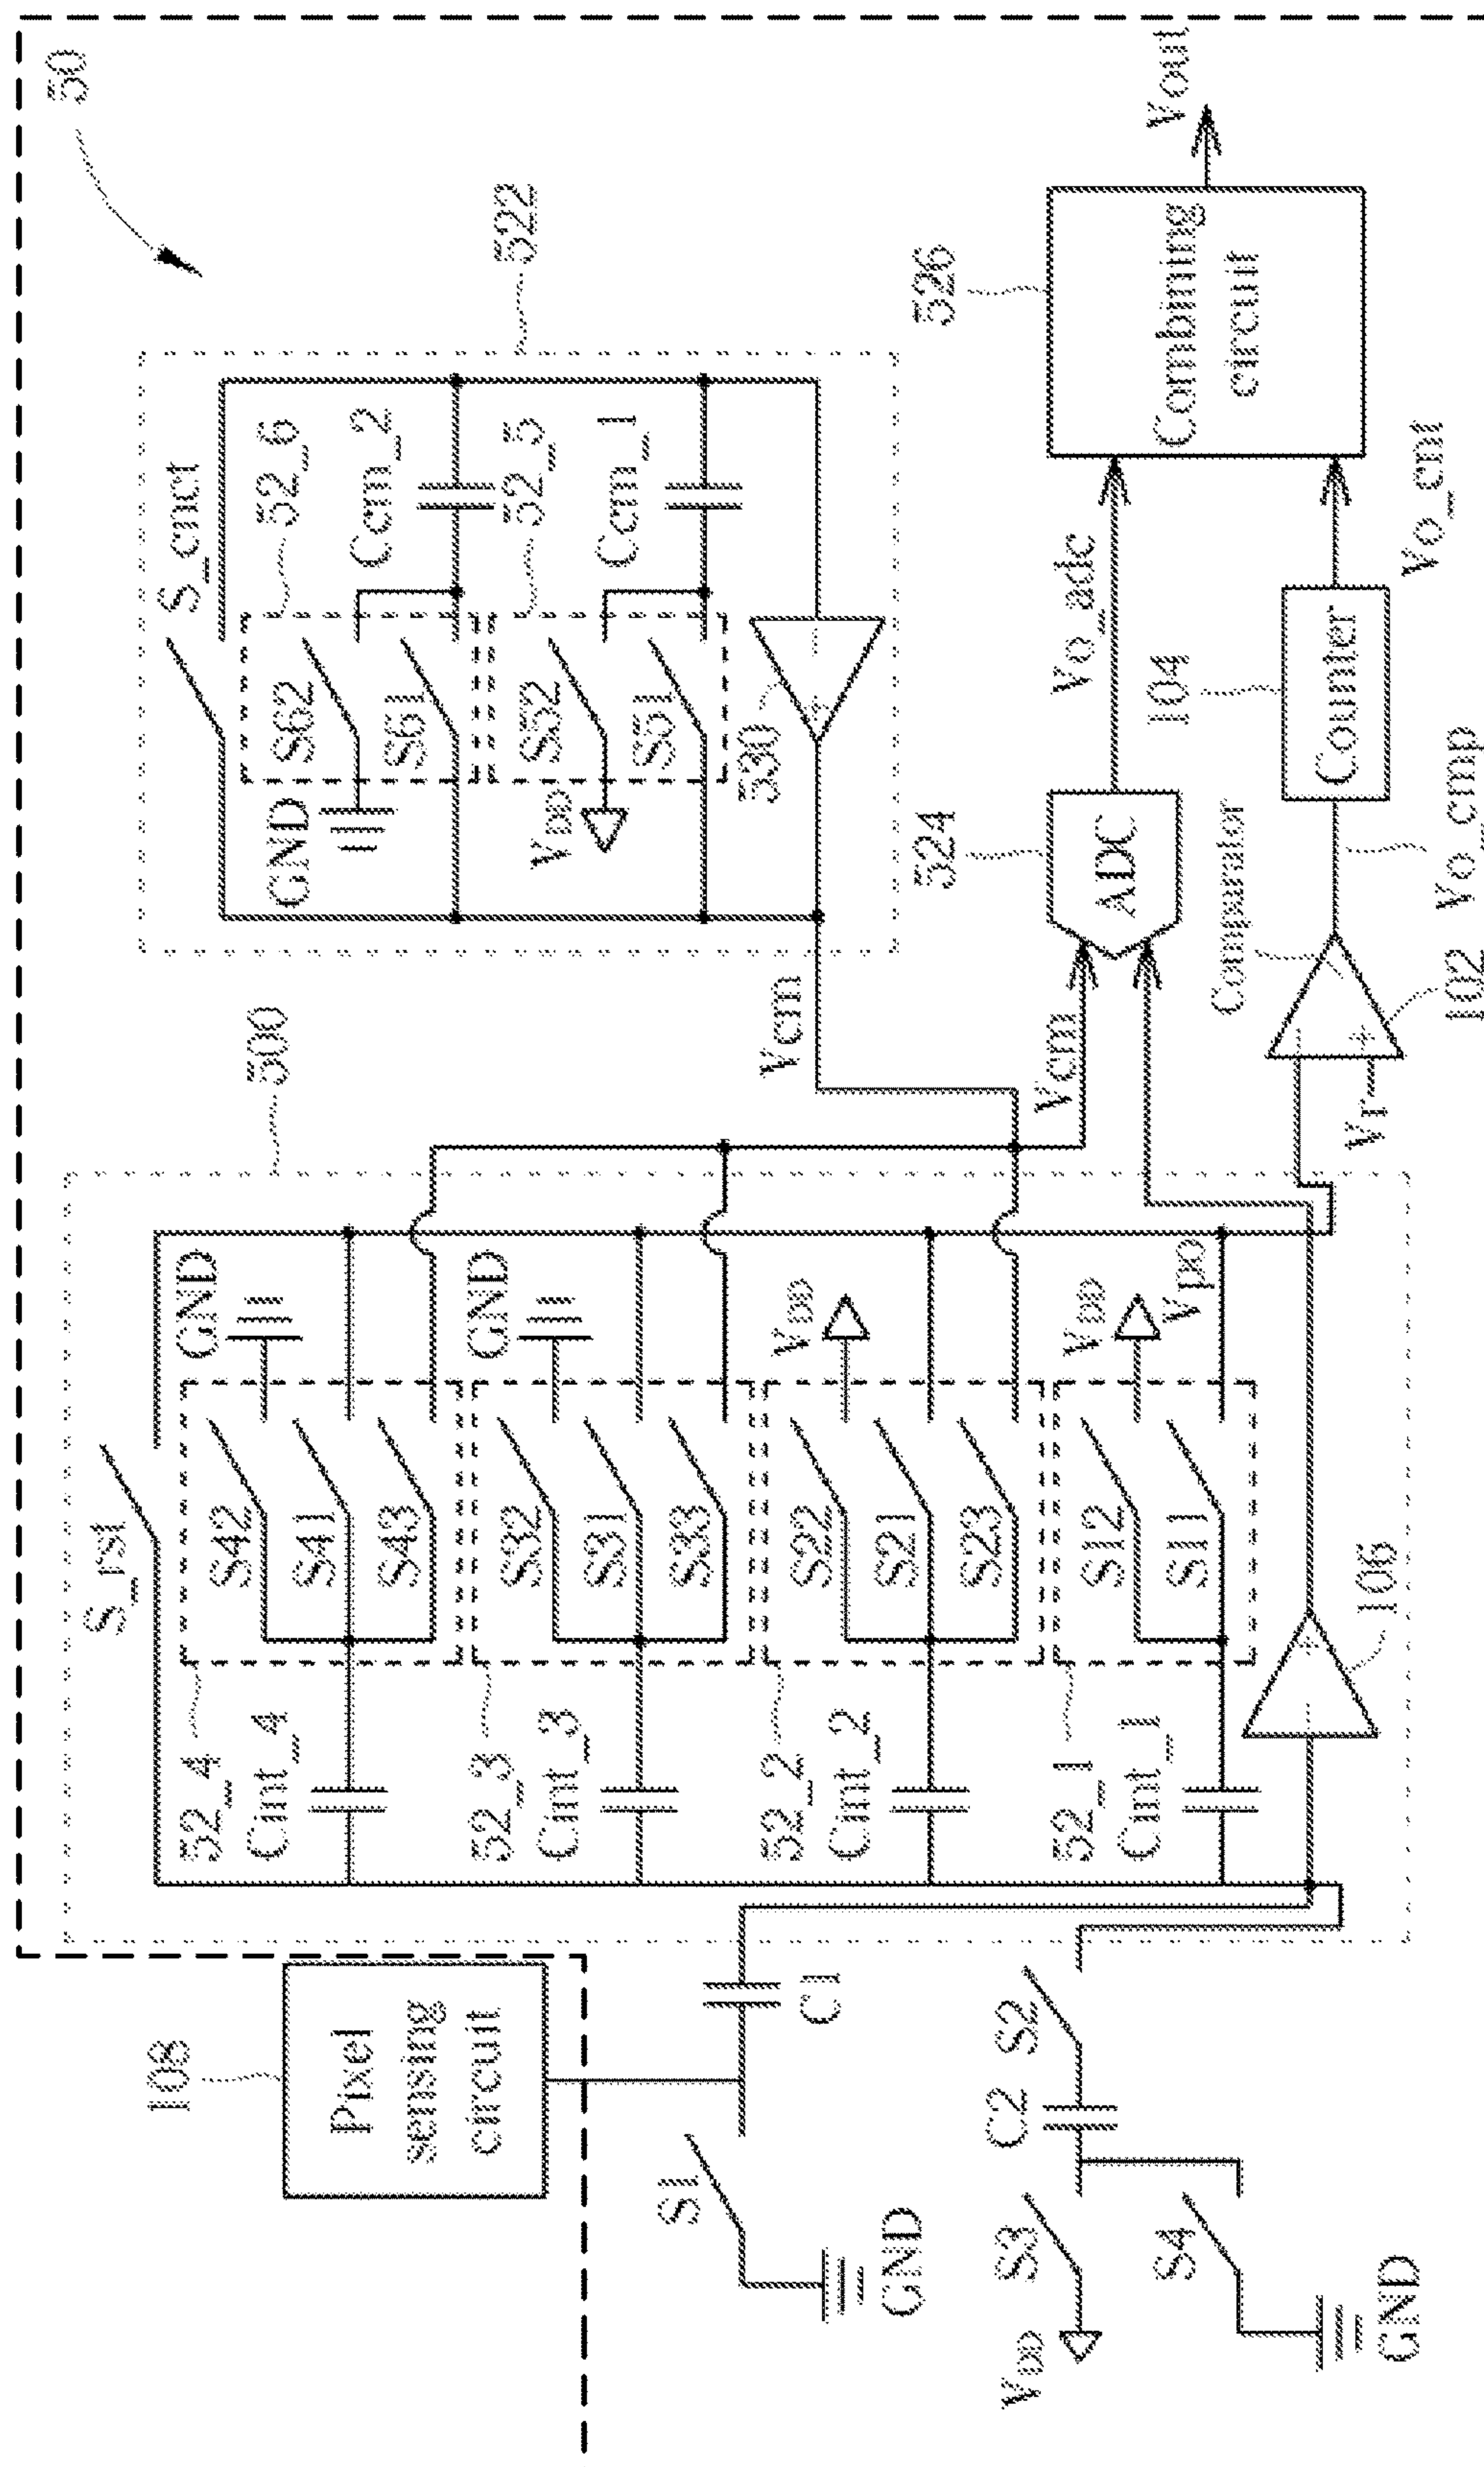 50
108
Pixel
sensing
circuit
S1
GND
C1
VDD
S3
C2
S2
S4
GND
500
S_rst
52_4
Cint_4
S42
S41
S43
GND
52_3
Cint_3
S32
S31
S33
GND
52_2
Cint_2
S22
S21
S23
VDD
52_1
Cint_1
S12
S11
VDD
Vpo
106
522
S_cnct
GND
S62
S61
52_6
Ccm_2
VDD
S52
S51
52_5
Ccm_1
530
Vcm
Vcm
524
ADC
Vo_adc
Comparator
Vr
102
Vo_cmp
104
Counter
Vo_cnt
526
Combining
circuit
Vout